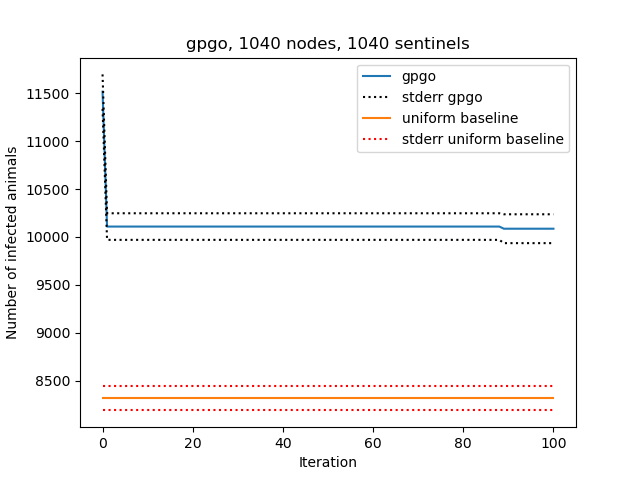 gpgo, 1040 nodes, 1040 sentinels
gpgo
stderr gpgo
uniform baseline
stderr uniform baseline
Number of infected animals
11500
11000
10500
10000
9500
9000
8500
0 20 40 60 80 100
Iteration